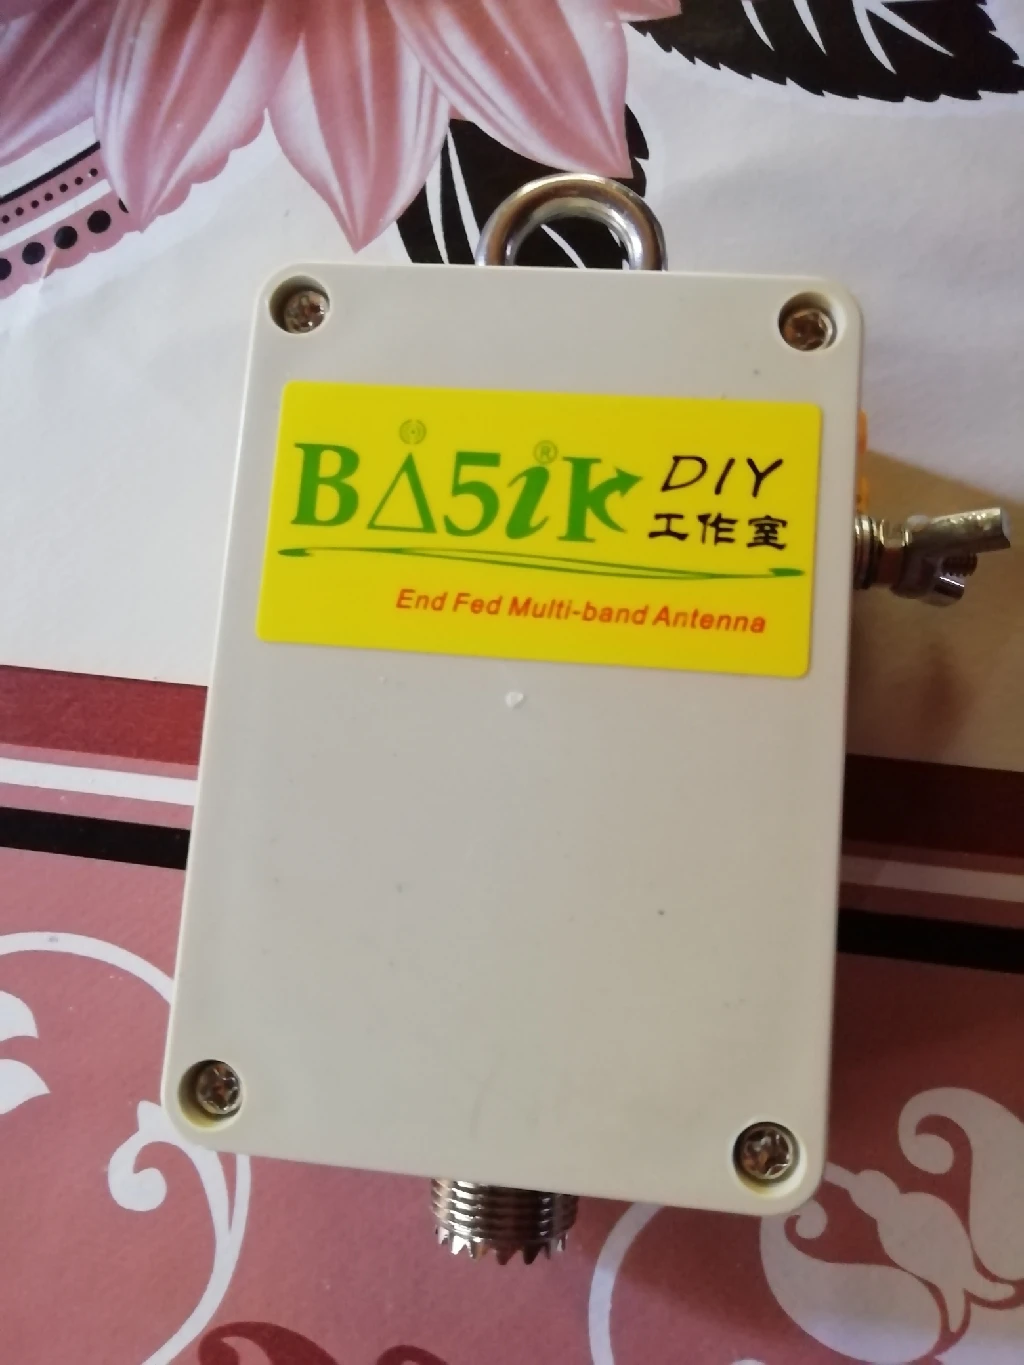 BA5iK® DIY
工作室
End Fed Multi-band Antenna